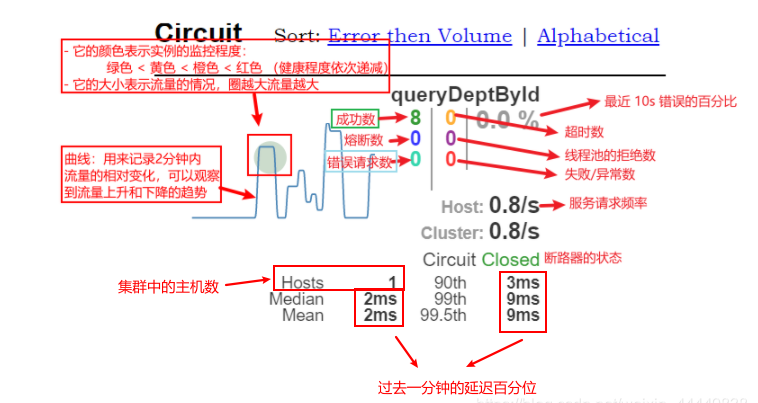 Circuit Sort: Error then Volume | Alphabetical
- 它的颜色表示实例的监控程度：
绿色 < 黄色 < 橙色 < 红色 （健康程度依次递减）
- 它的大小表示流量的情况，圈越大流量越大
queryDeptById
最近 10s 错误的百分比
成功数 8 0 0.0 %
超时数
熔断数 0 0
线程池的拒绝数
错误请求数 0 0
失败/异常数
曲线：用来记录2分钟内
流量的相对变化，可以观察
到流量上升和下降的趋势
Host: 0.8/s 服务请求频率
Cluster: 0.8/s
Circuit Closed 断路器的状态
集群中的主机数
Hosts 1 90th 3ms
Median 2ms 99th 9ms
Mean 2ms 99.5th 9ms
过去一分钟的延迟百分位